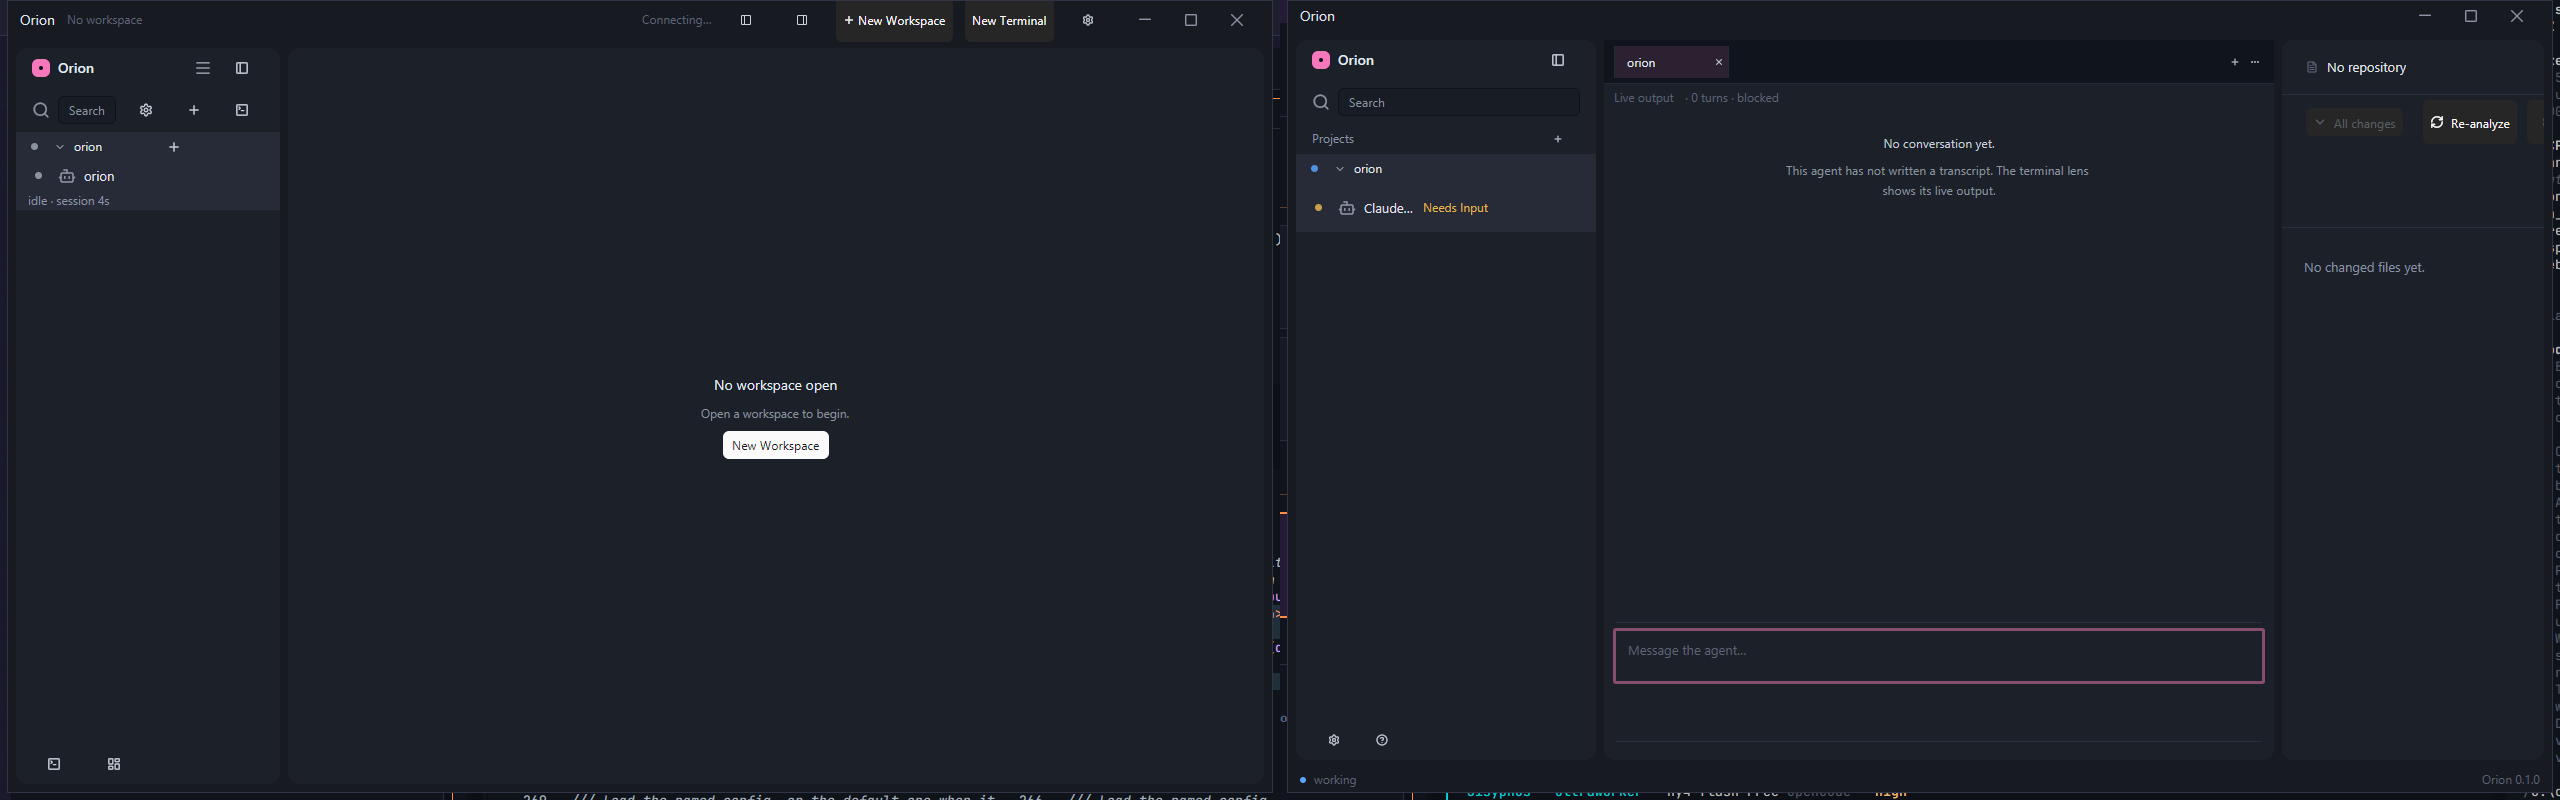 Orion No workspace Connecting... + New Workspace New Terminal
Orion
Search
orion
orion
idle · session 4s
No workspace open
Open a workspace to begin.
New Workspace
Orion
Orion
Search
Projects
orion
Claude... Needs Input
working
orion
Live output · 0 turns · blocked
No conversation yet.
This agent has not written a transcript. The terminal lens
shows its live output.
Message the agent...
No repository
All changes Re-analyze
No changed files yet.
Orion 0.1.0